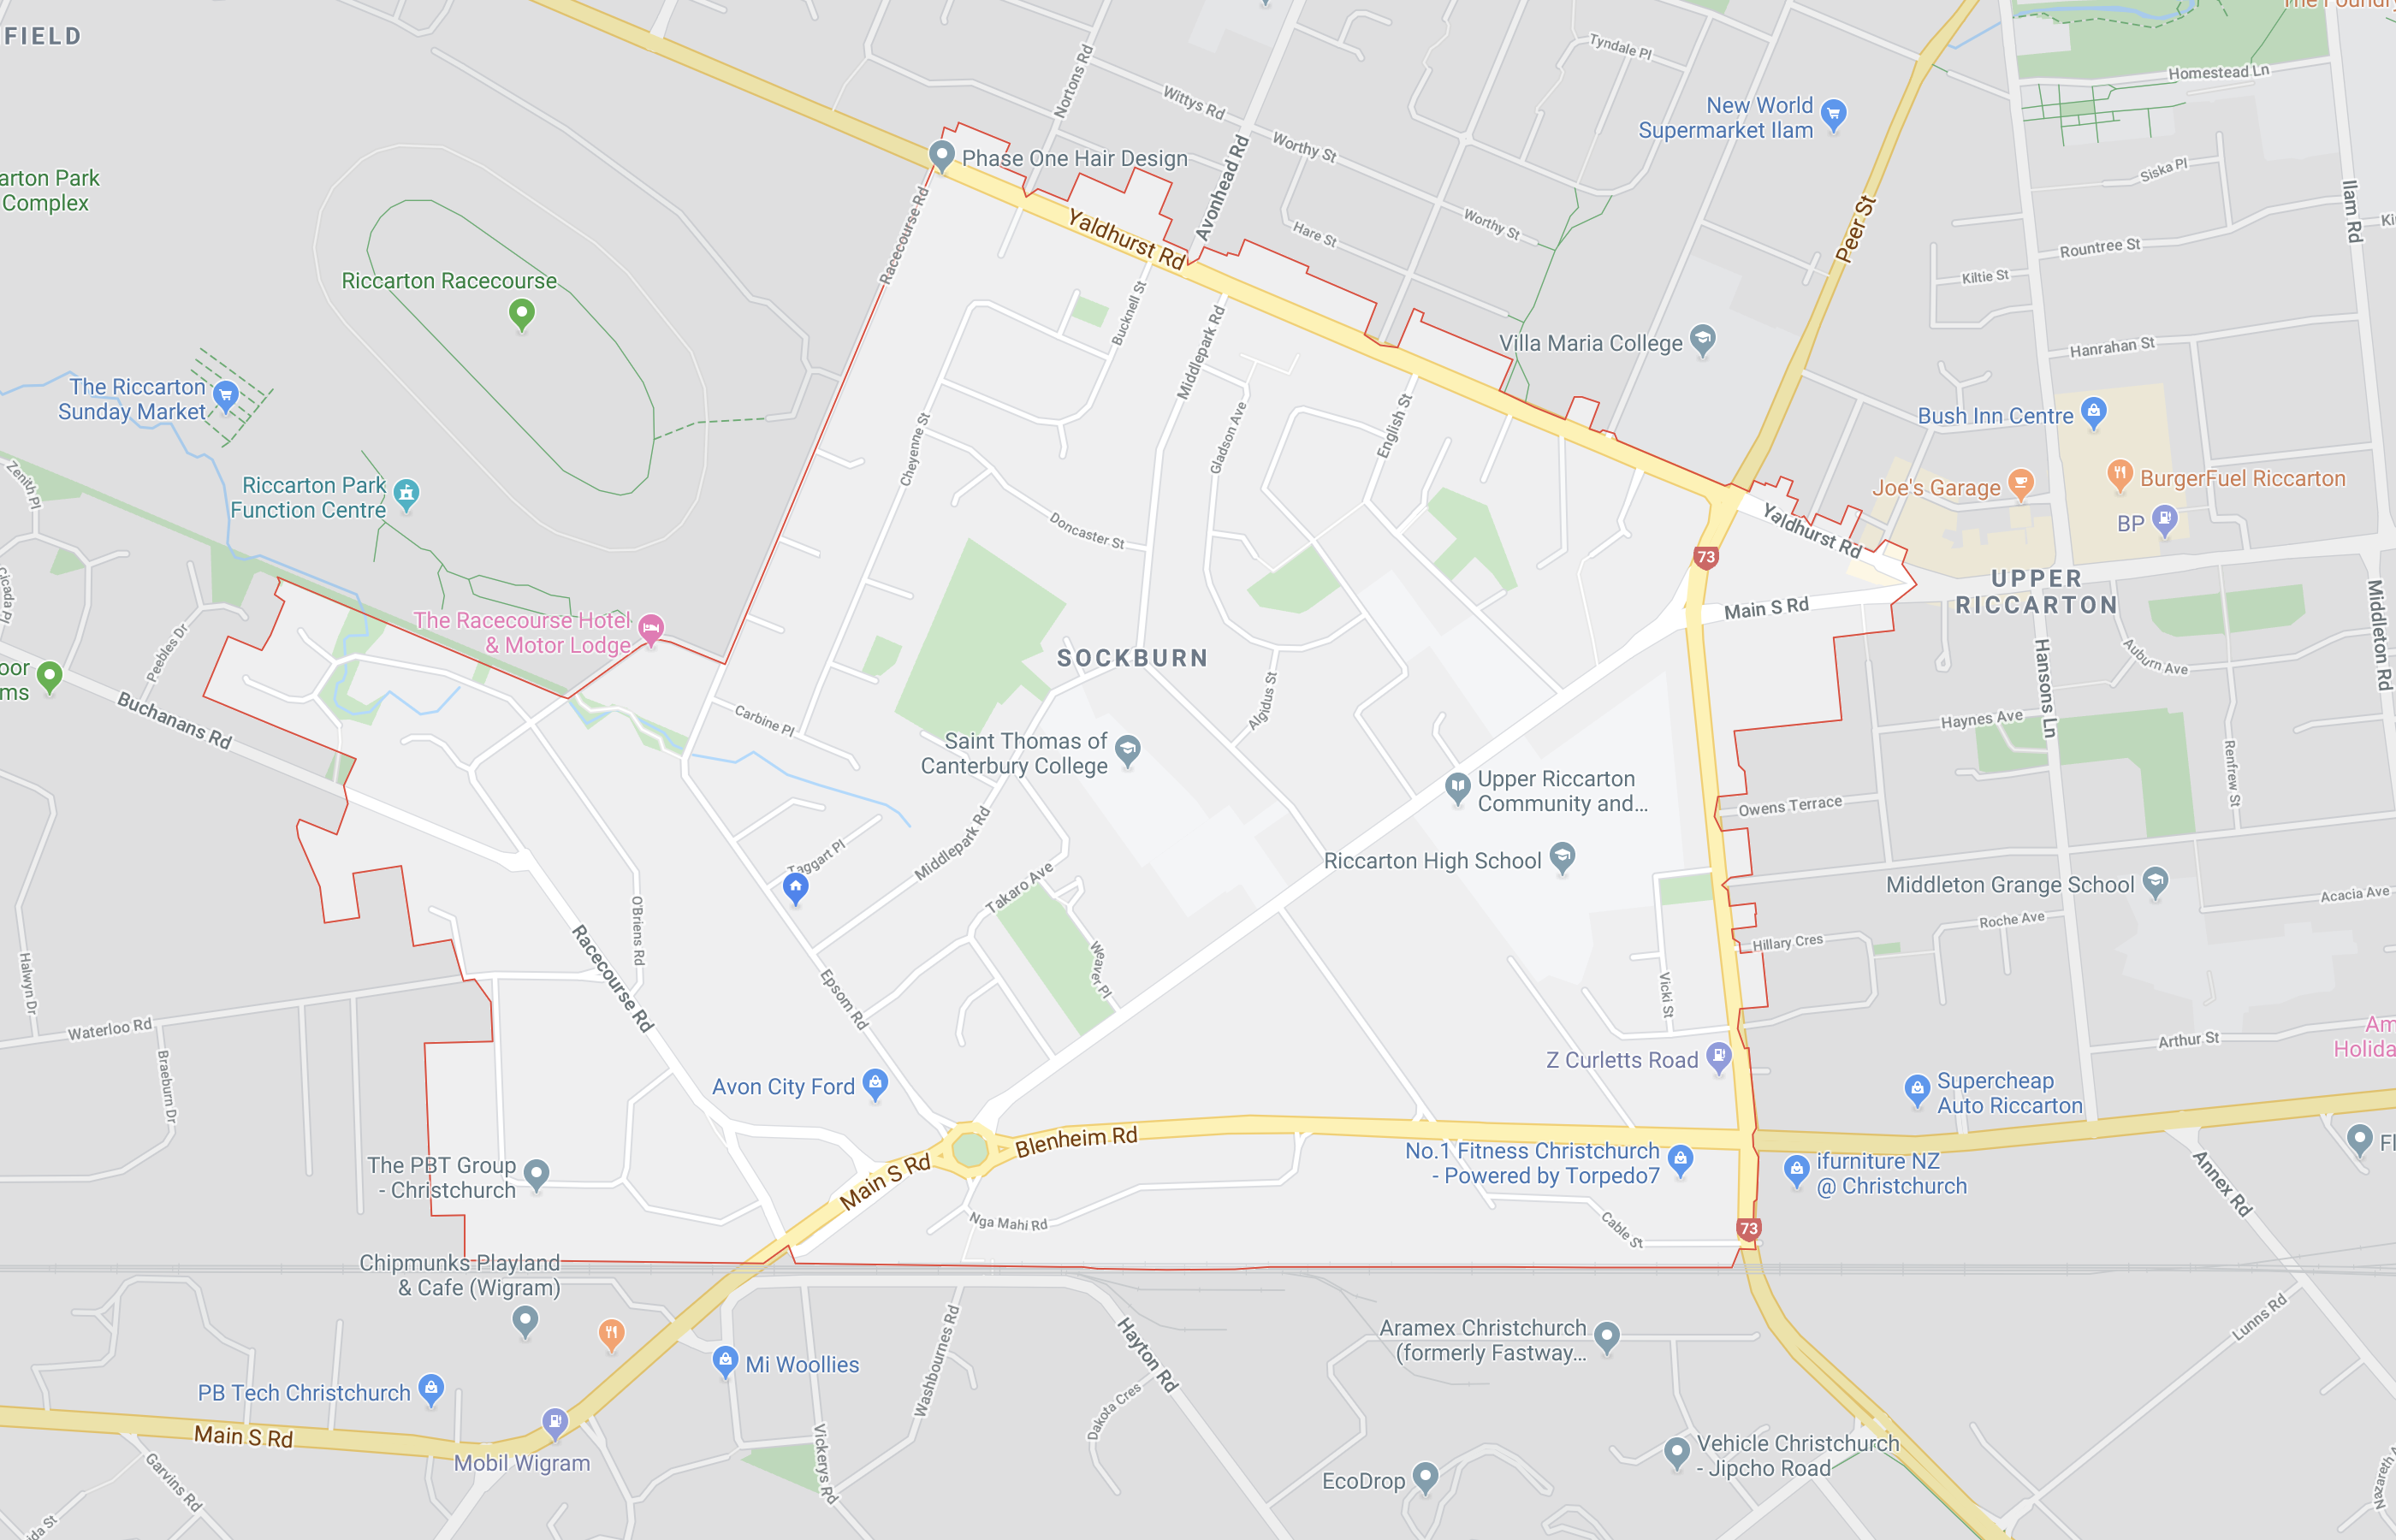 FIELD
The Foundry
Tyndale Pl
Nortons Rd
Wittys Rd
Homestead Ln
New World
Supermarket Ilam
Worthy St
Phase One Hair Design
Avonhead Rd
Siska Pl
arton Park
Complex
Ilam Rd
Racecourse Rd
Yaldhurst Rd
Hare St
Worthy St
Peer St
Rountree St
Kiltie St
Riccarton Racecourse
Bucknell St
Middlepark Rd
Villa Maria College
Hanrahan St
The Riccarton
Sunday Market
Bush Inn Centre
Cheyenne St
Gladson Ave
English St
Zenith Pl
Riccarton Park
Function Centre
Joe's Garage
BurgerFuel Riccarton
BP
Doncaster St
Yaldhurst Rd
73
Cicada Pl
UPPER
RICCARTON
Main S Rd
The Racecourse Hotel
& Motor Lodge
Peebles Dr
SOCKBURN
Middleton Rd
Auburn Ave
Hansons Ln
oor
ms
Buchanans Rd
Carbine Pl
Algidus St
Haynes Ave
Saint Thomas of
Canterbury College
Renfrew St
Upper Riccarton
Community and...
Owens Terrace
Middlepark Rd
Taggart Pl
Riccarton High School
Takaro Ave
Middleton Grange School
Acacia Ave
Roche Ave
O'Briens Rd
Hillary Cres
Racecourse Rd
Weaver Pl
Halwyn Dr
Epsom Rd
Vicki St
Waterloo Rd
Arthur St
Am
Holida
Braeburn Dr
Z Curletts Road
Avon City Ford
Supercheap
Auto Riccarton
Blenheim Rd
No.1 Fitness Christchurch
- Powered by Torpedo7
Fl
The PBT Group
- Christchurch
Main S Rd
ifurniture NZ
@ Christchurch
Annex Rd
Nga Mahi Rd
Cable St
73
Chipmunks Playland
& Cafe (Wigram)
Lunns Rd
Aramex Christchurch
(formerly Fastway...
Hayton Rd
Washbournes Rd
Mi Woollies
PB Tech Christchurch
Dakota Cres
Main S Rd
Vickerys Rd
Vehicle Christchurch
- Jipcho Road
Mobil Wigram
Garvins Rd
EcoDrop
Nazareth